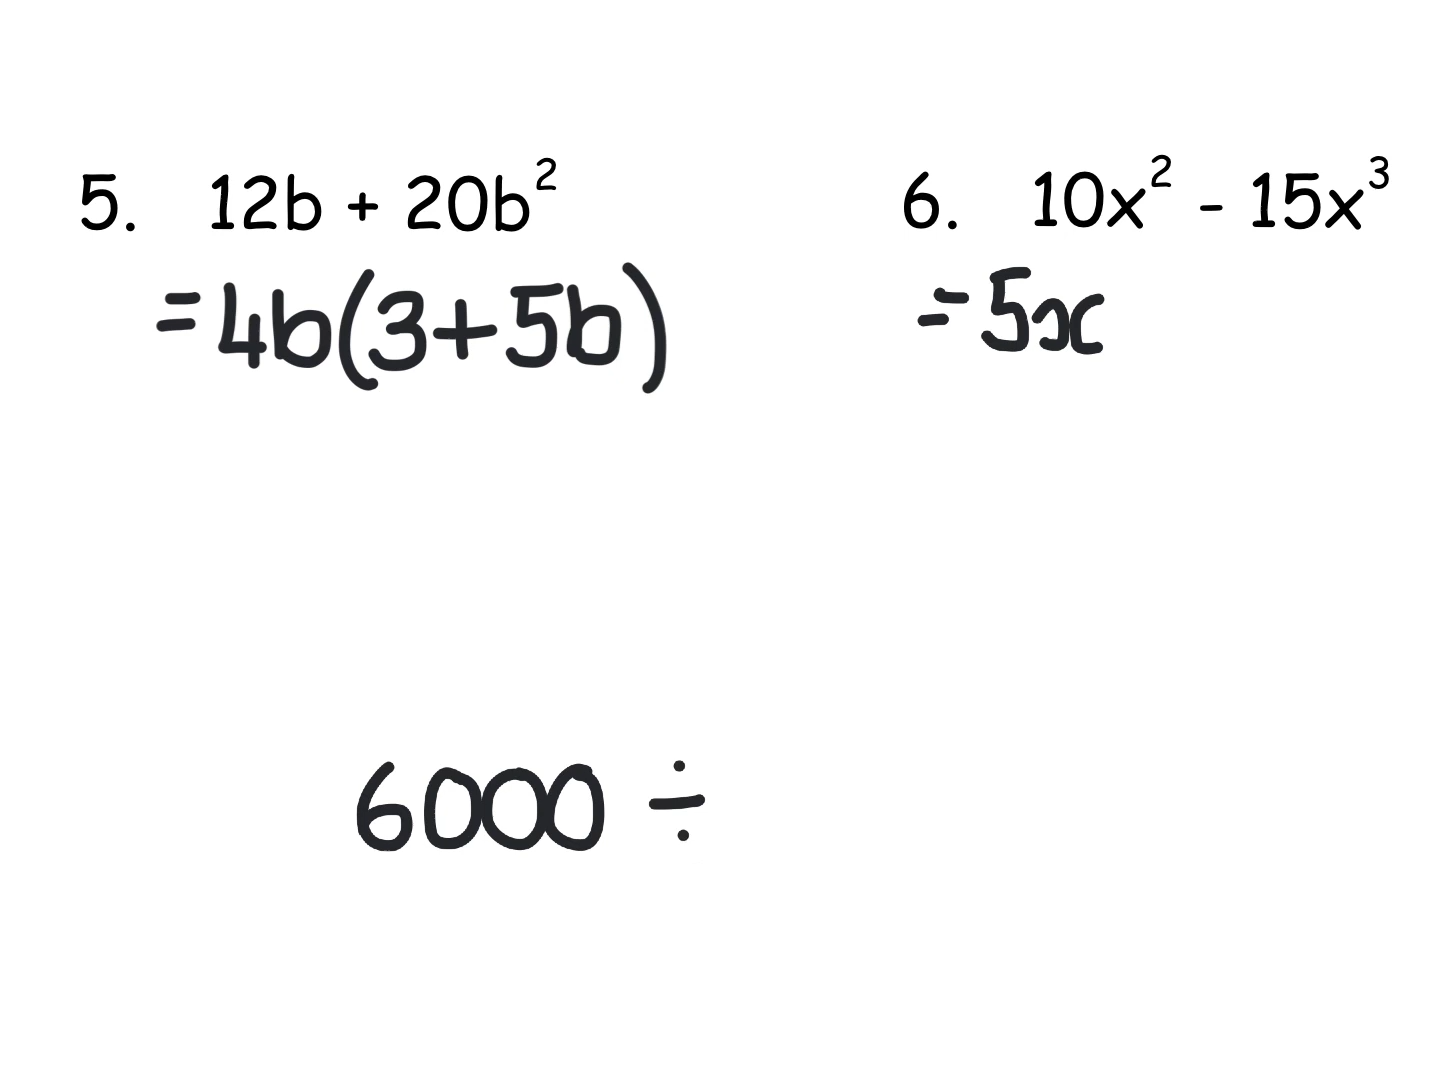 5. 12b + 20b²
= 4b(3+5b)
6. 10x² - 15x³
= 5x
6000 ÷